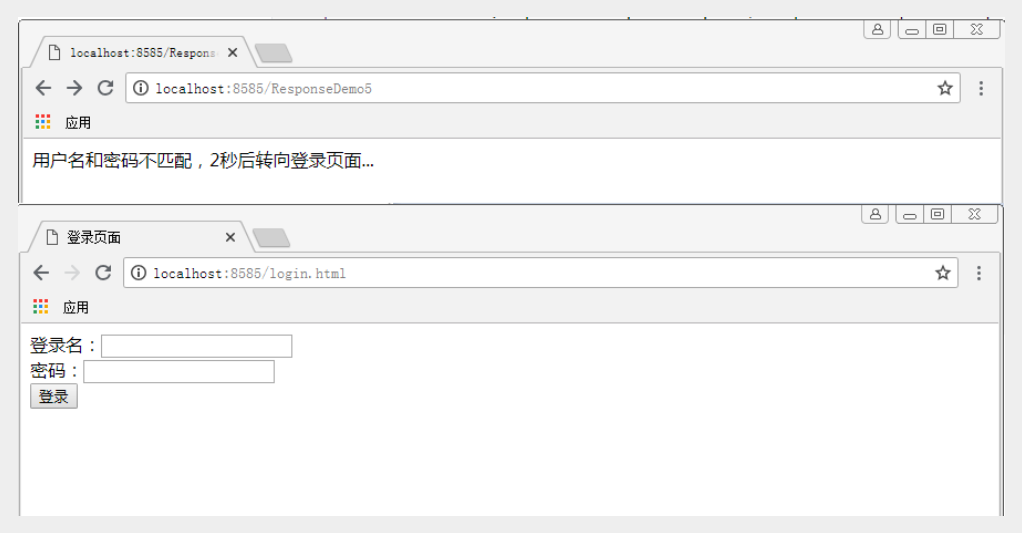 localhost:8585/Respons
localhost:8585/ResponseDemo5
应用
用户名和密码不匹配，2秒后转向登录页面...
登录页面
localhost:8585/login.html
应用
登录名：
密码：
登录